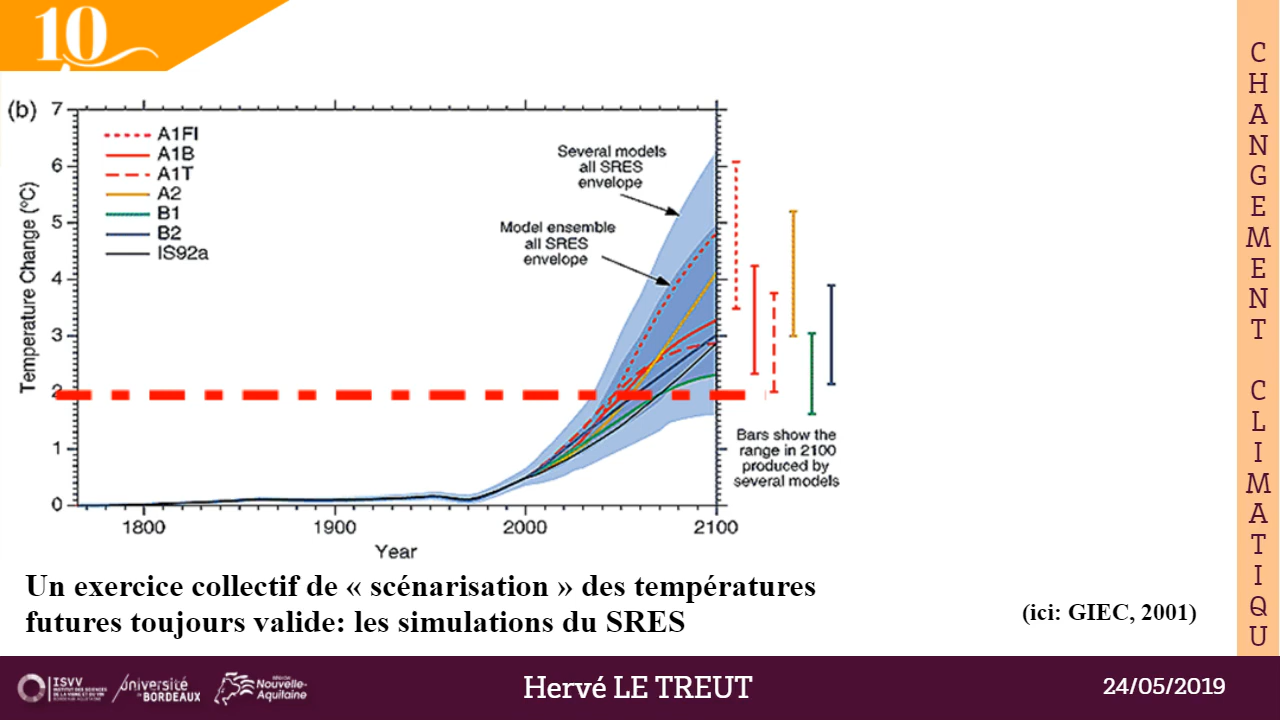 10
(b)
7
6
5
4
3
2
1
0
Temperature Change (°C)
A1FI
A1B
A1T
A2
B1
B2
IS92a
Several models
all SRES
envelope
Model ensemble
all SRES
envelope
1800
1900
2000
2100
Year
Bars show the
range in 2100
produced by
several models
Un exercice collectif de « scénarisation » des températures
futures toujours valide: les simulations du SRES
(ici: GIEC, 2001)
CHANGEMENT CLIMATIQU
ISVV
université
de BORDEAUX
RÉGION
Nouvelle-
Aquitaine
Hervé LE TREUT
24/05/2019